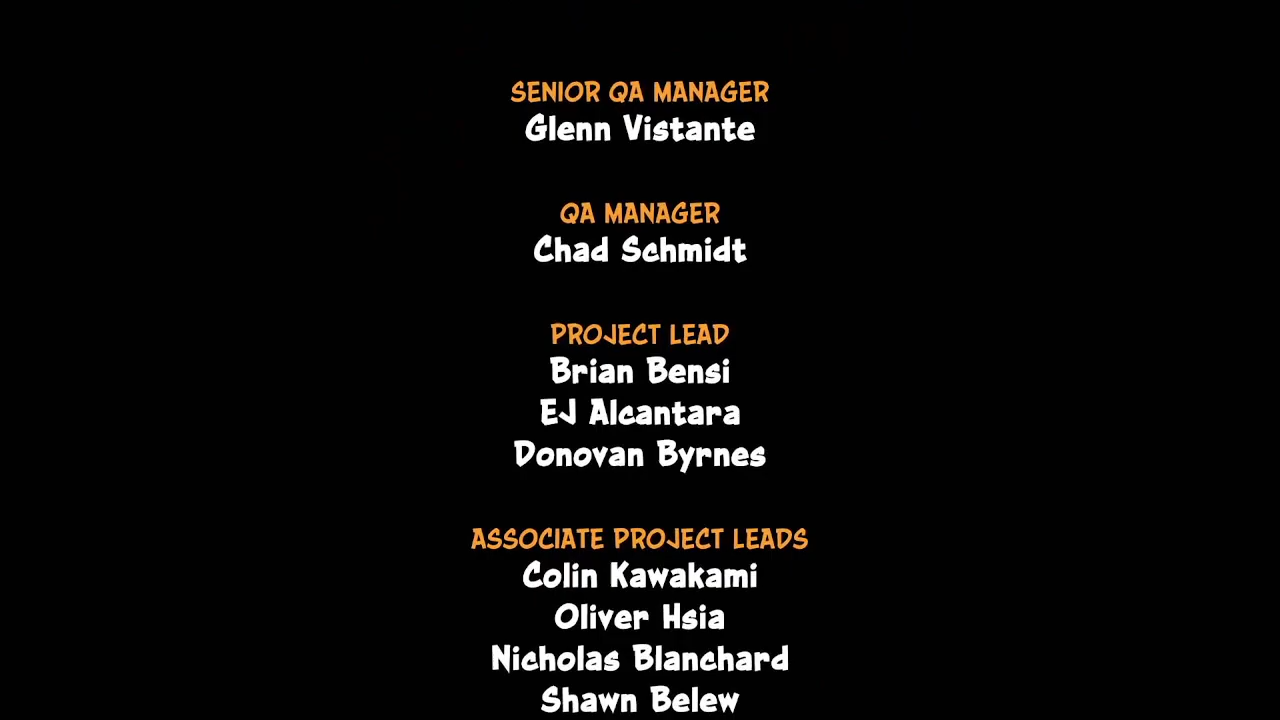 SENIOR QA MANAGER
Glenn Vistante
QA MANAGER
Chad Schmidt
PROJECT LEAD
Brian Bensi
EJ Alcantara
Donovan Byrnes
ASSOCIATE PROJECT LEADS
Colin Kawakami
Oliver Hsia
Nicholas Blanchard
Shawn Belew